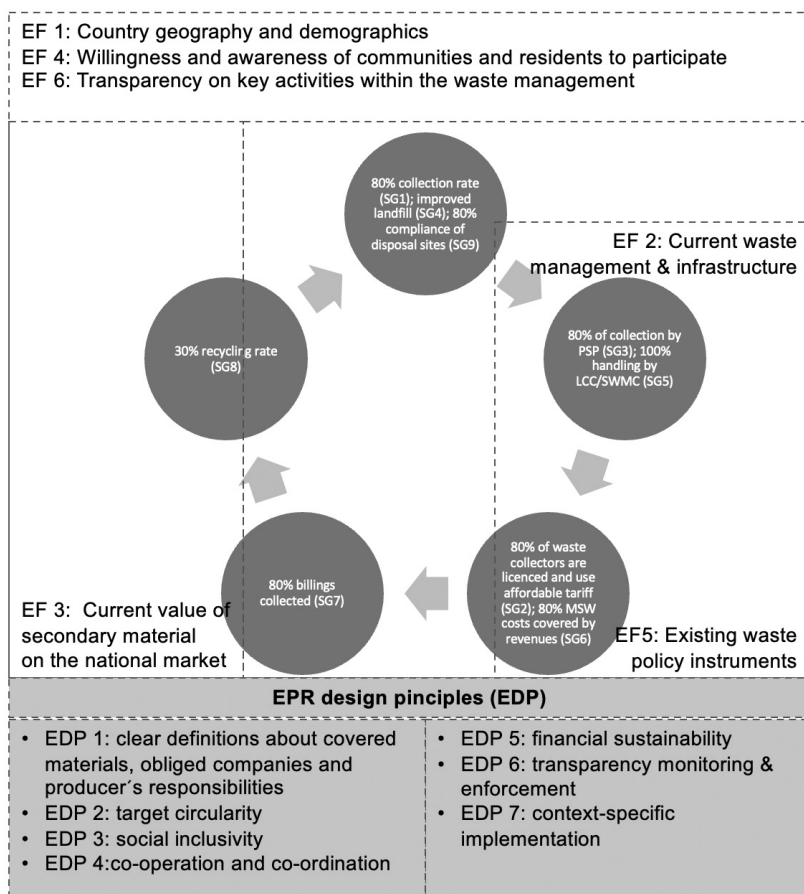 EF 1: Country geography and demographics
EF 4: Willingness and awareness of communities and residents to participate
EF 6: Transparency on key activities within the waste management
80% collection rate
(SG1); improved
landfill (SG4); 80%
compliance of
disposal sites (SG9)
EF 2: Current waste
management & infrastructure
80% of collection by
PSP (SG3); 100%
handling by
LCC/SWMC (SG5)
30% recycling rate
(SG8)
80% of waste
collectors are
licenced and use
affordable tariff
(SG2); 80% MSW
costs covered by
revenues (SG6)
80% billings
collected (SG7)
EF 3: Current value of
secondary material
on the national market
EF5: Existing waste
policy instruments
EPR design pinciples (EDP)
• EDP 1: clear definitions about covered
materials, obliged companies and
producer´s responsibilities
• EDP 2: target circularity
• EDP 3: social inclusivity
• EDP 4:co-operation and co-ordination
• EDP 5: financial sustainability
• EDP 6: transparency monitoring &
enforcement
• EDP 7: context-specific
implementation